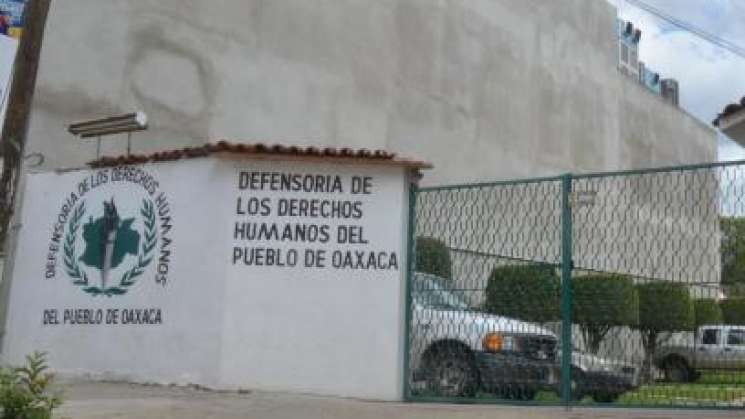 DEFENSORIA DE LOS DERECHOS HUMANOS
DEL PUEBLO DE OAXACA
DEFENSORIA DE
LOS DERECHOS
HUMANOS DEL
PUEBLO DE OAXACA